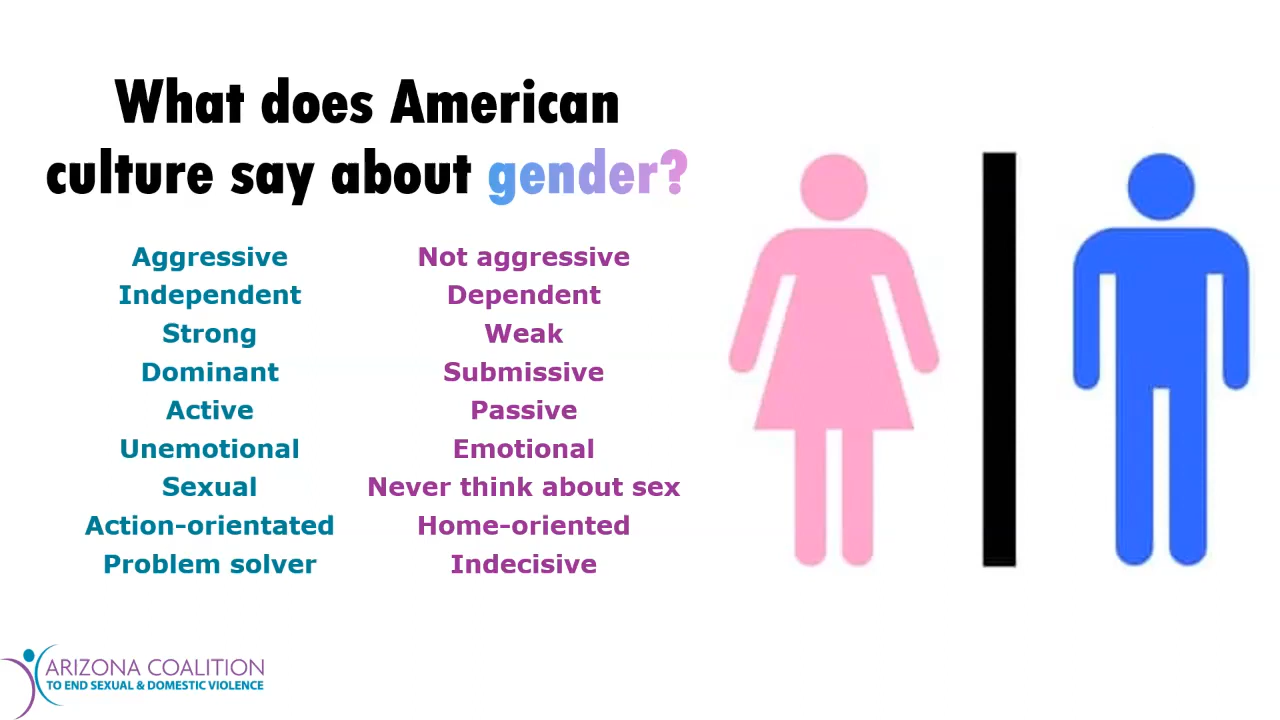 What does American
culture say about gender?
Aggressive
Independent
Strong
Dominant
Active
Unemotional
Sexual
Action-orientated
Problem solver
Not aggressive
Dependent
Weak
Submissive
Passive
Emotional
Never think about sex
Home-oriented
Indecisive
ARIZONA COALITION
TO END SEXUAL & DOMESTIC VIOLENCE